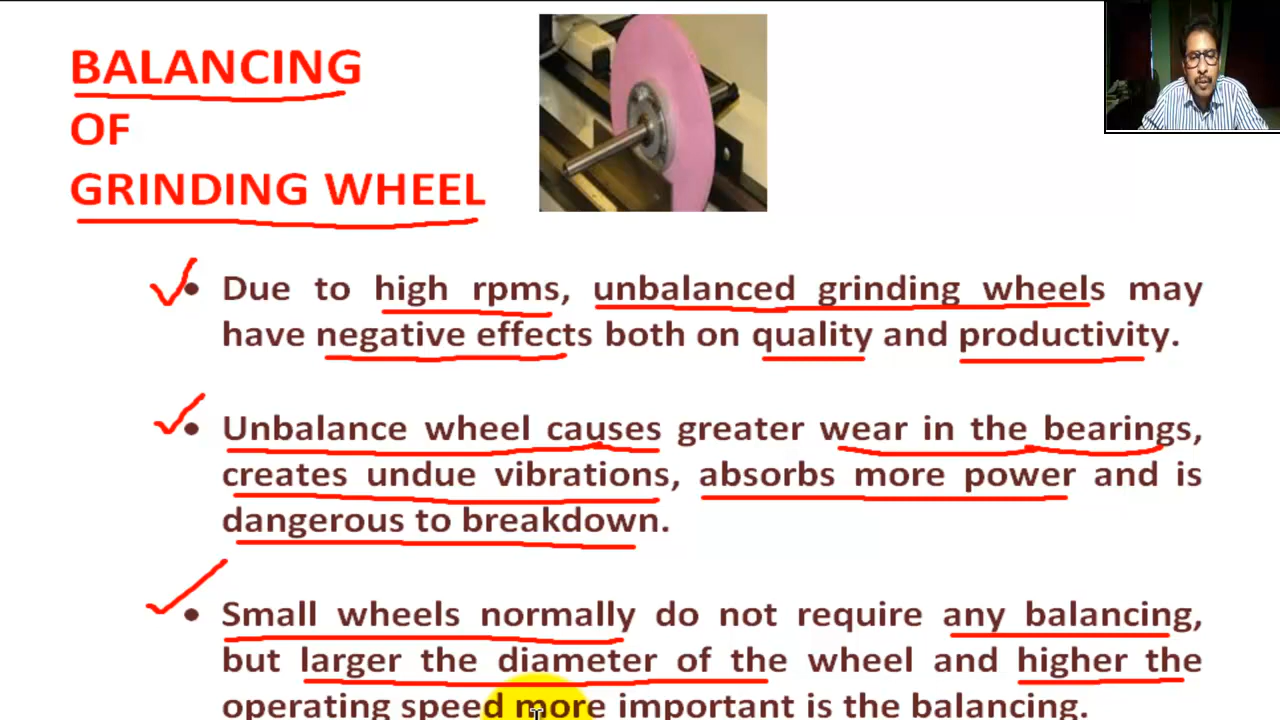 BALANCING
OF
GRINDING WHEEL
• Due to high rpms, unbalanced grinding wheels may
have negative effects both on quality and productivity.
• Unbalance wheel causes greater wear in the bearings,
creates undue vibrations, absorbs more power and is
dangerous to breakdown.
• Small wheels normally do not require any balancing,
but larger the diameter of the wheel and higher the
operating speed more important is the balancing.